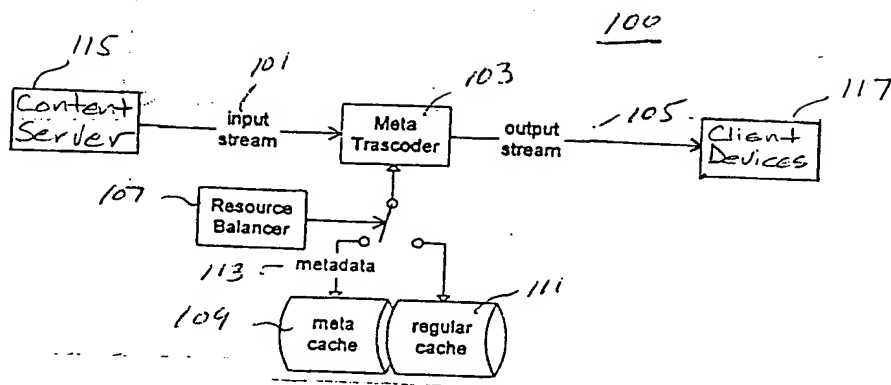 100
115
101
103
105
117
Content
Server
input
stream
Meta
Trascoder
output
stream
Client
Devices
107
Resource
Balancer
113
metadata
111
109
meta
cache
regular
cache